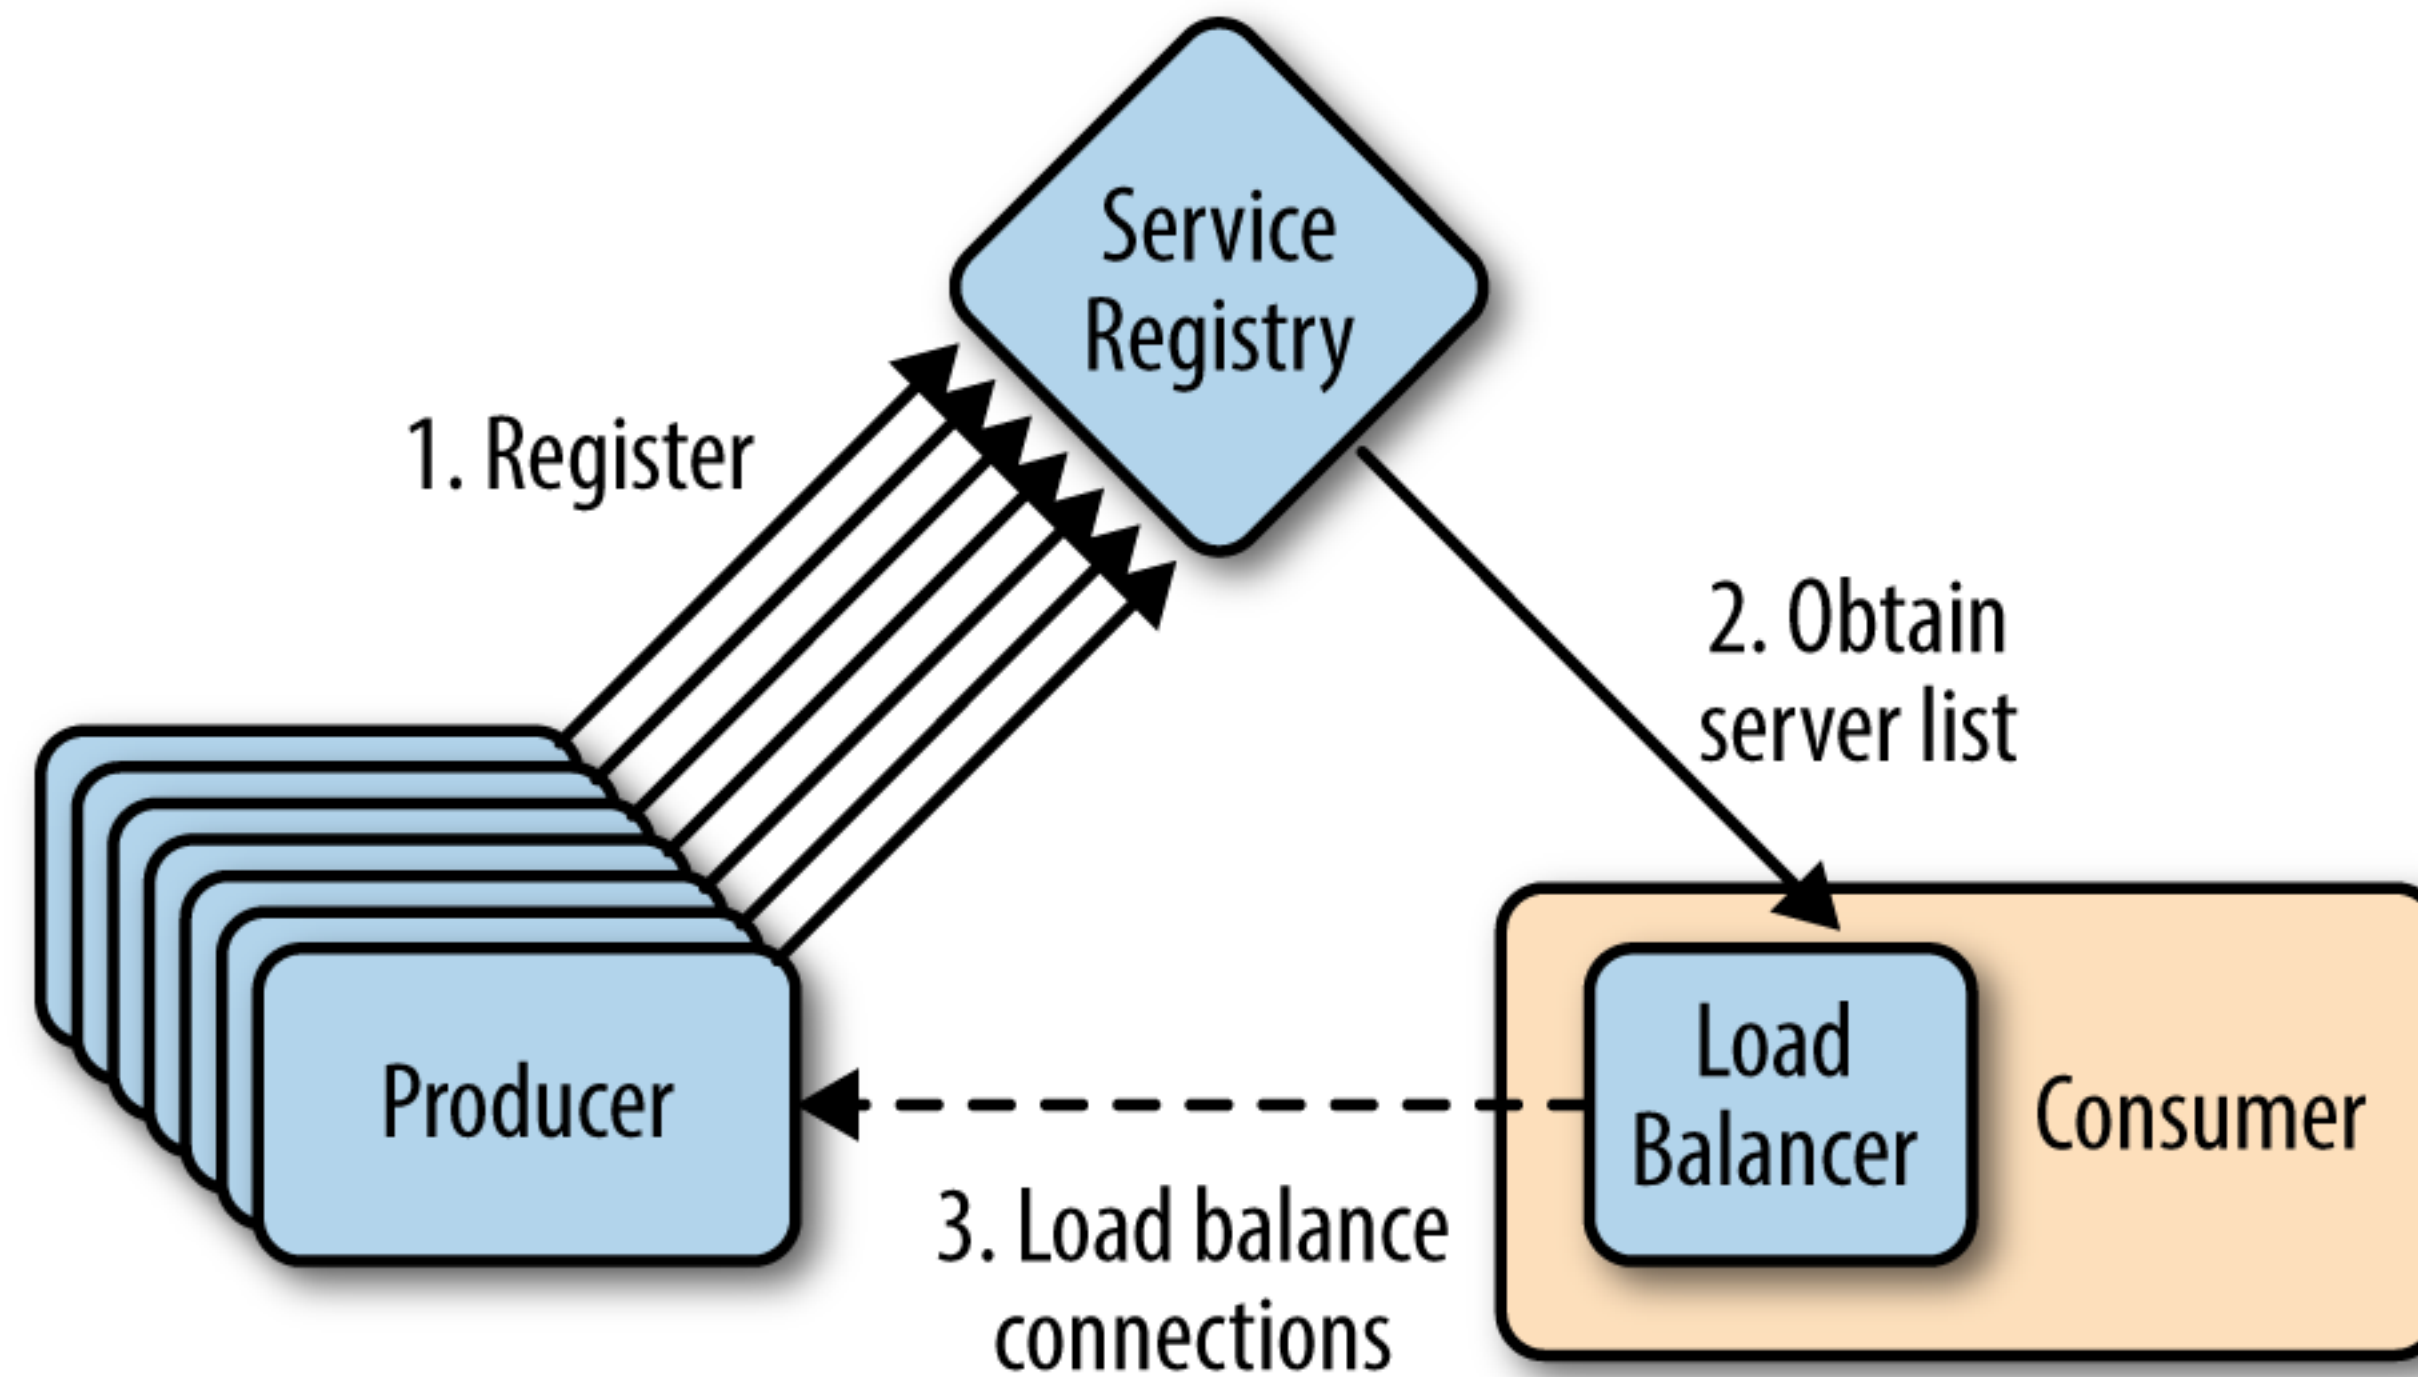 Service
Registry
1. Register
2. Obtain
server list
Producer
Load
Balancer
Consumer
3. Load balance
connections